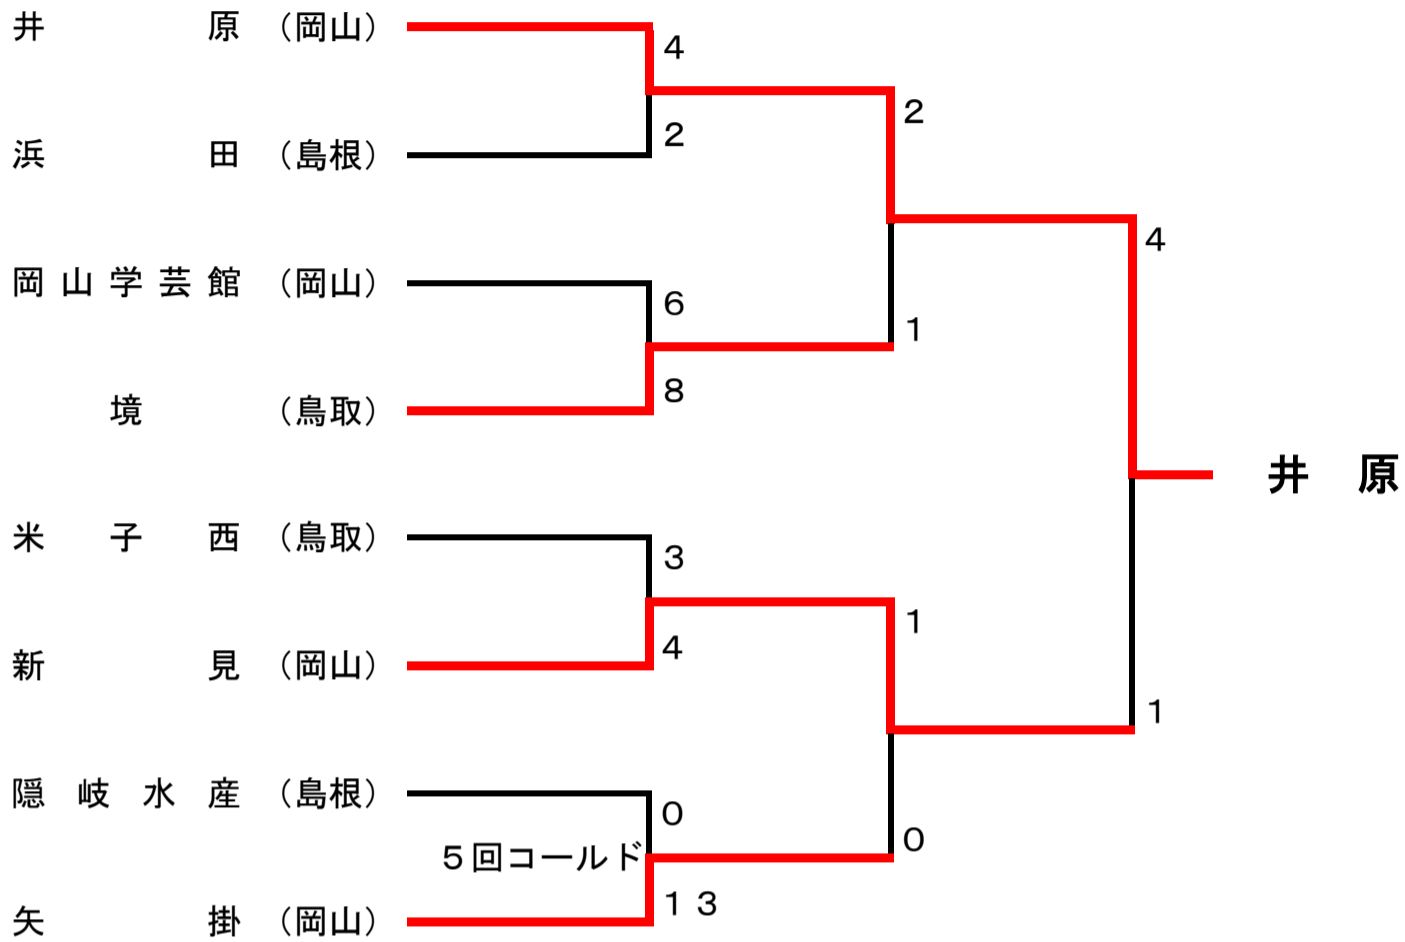 井原（岡山）
4
2
2
浜田（島根）
4
岡山学芸館（岡山）
6
1
8
境（鳥取）
井原
米子西（鳥取）
3
1
4
新見（岡山）
1
隠岐水産（島根）
0
0
5回コールド
13
矢掛（岡山）